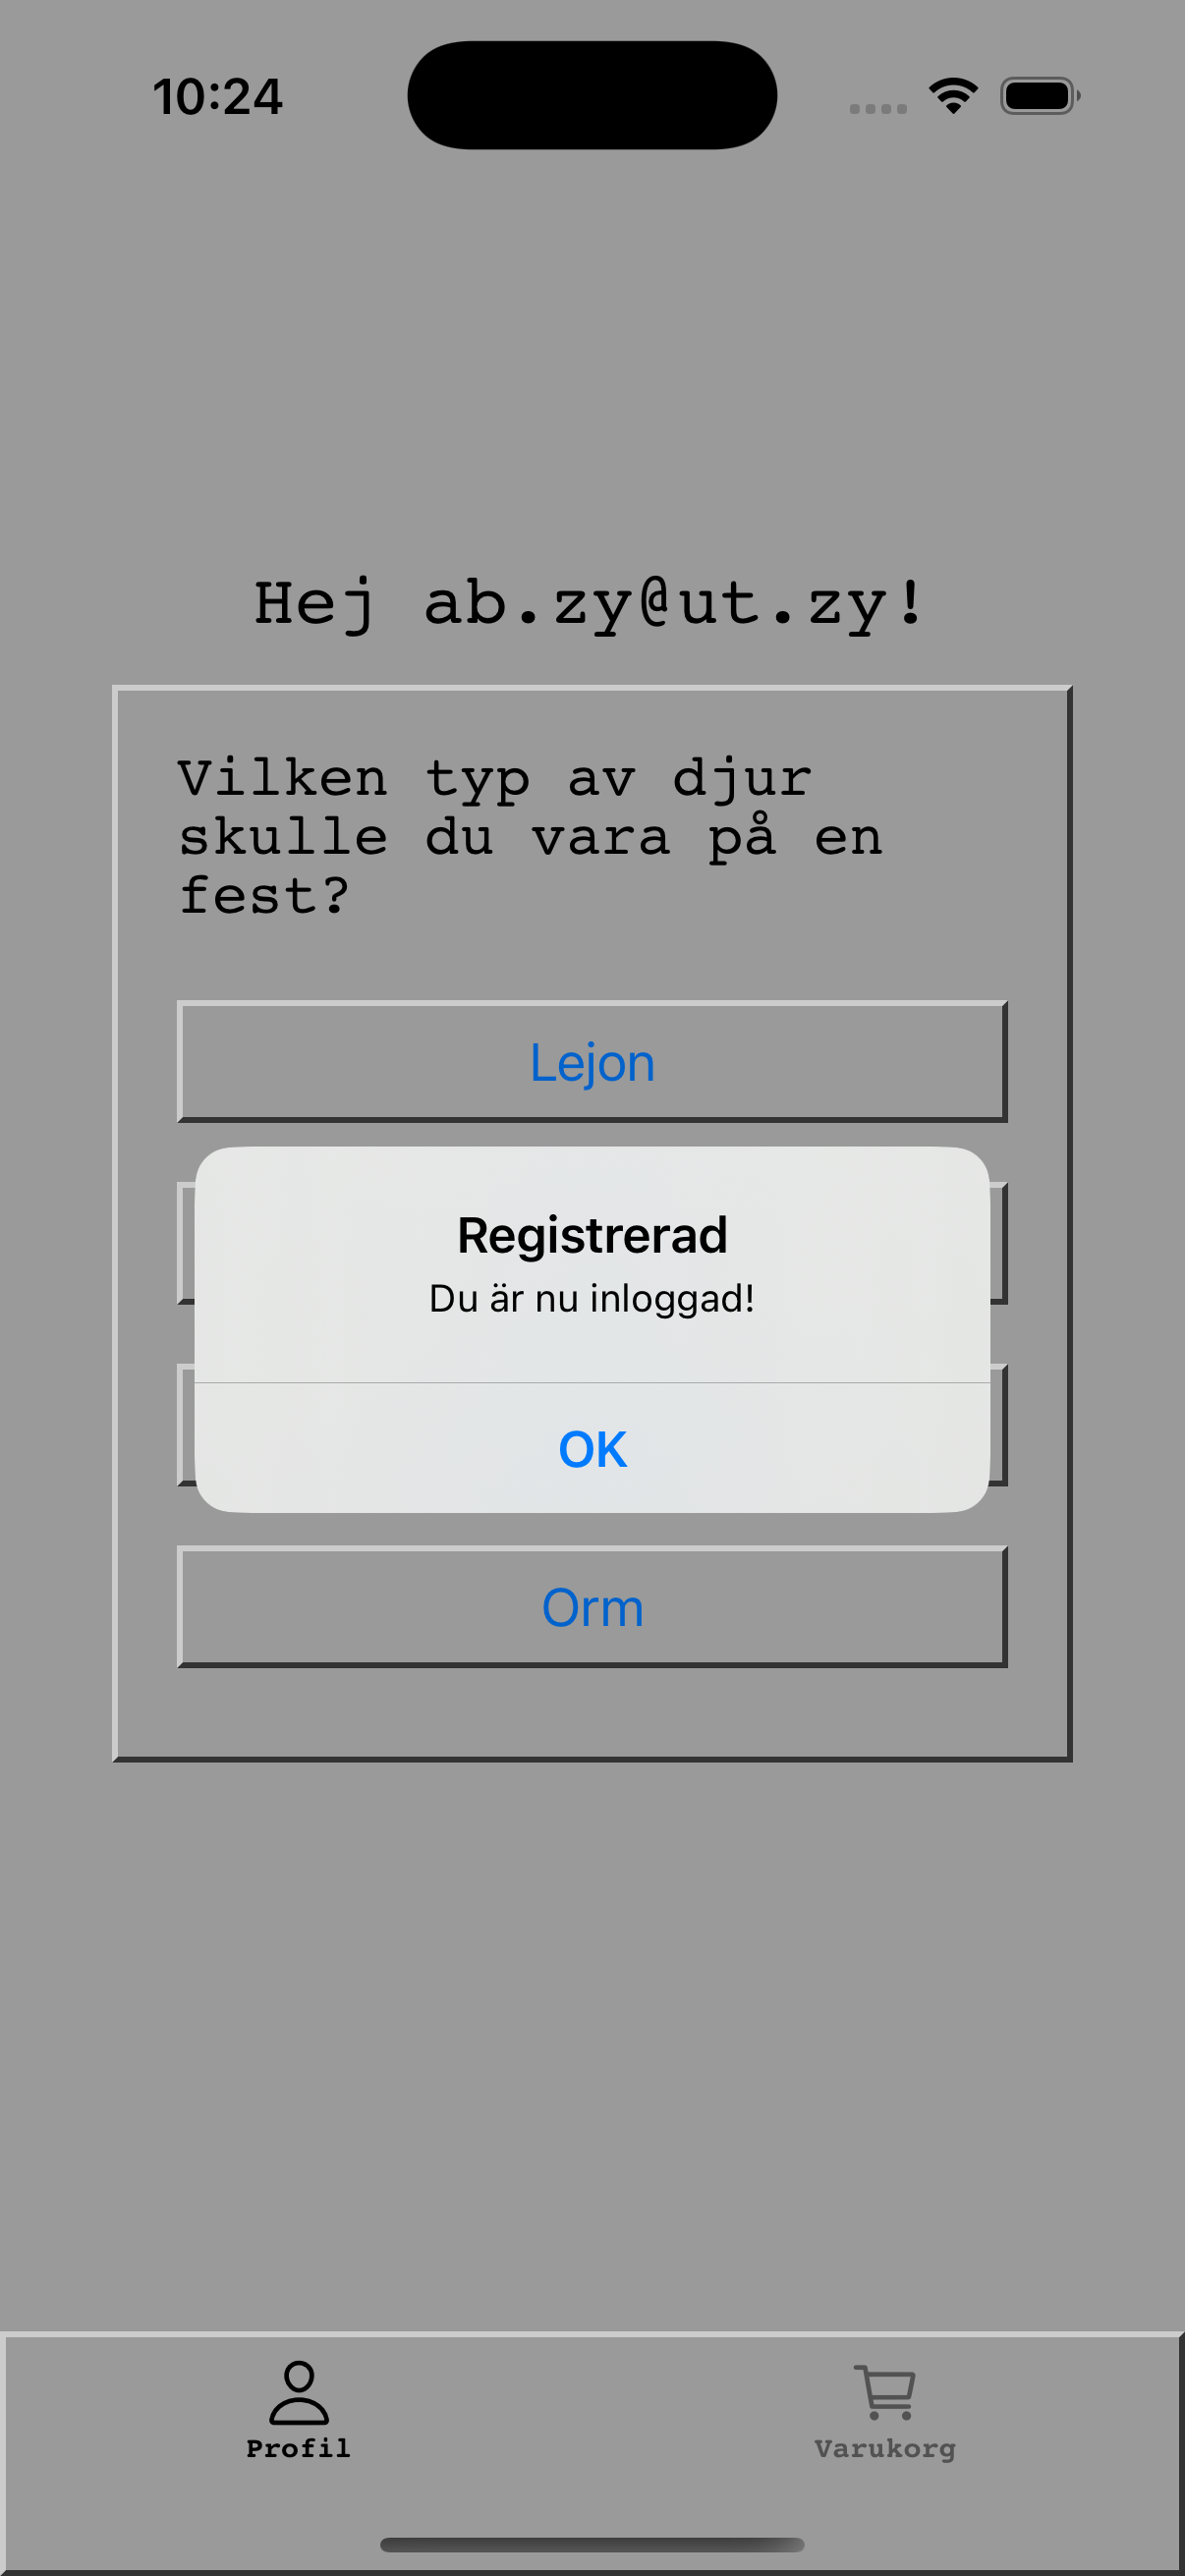 10:24
Hej ab.zy@ut.zy!
Vilken typ av djur
skulle du vara på en
fest?
Lejon
Registrerad
Du är nu inloggad!
OK
Orm
Profil
Varukorg